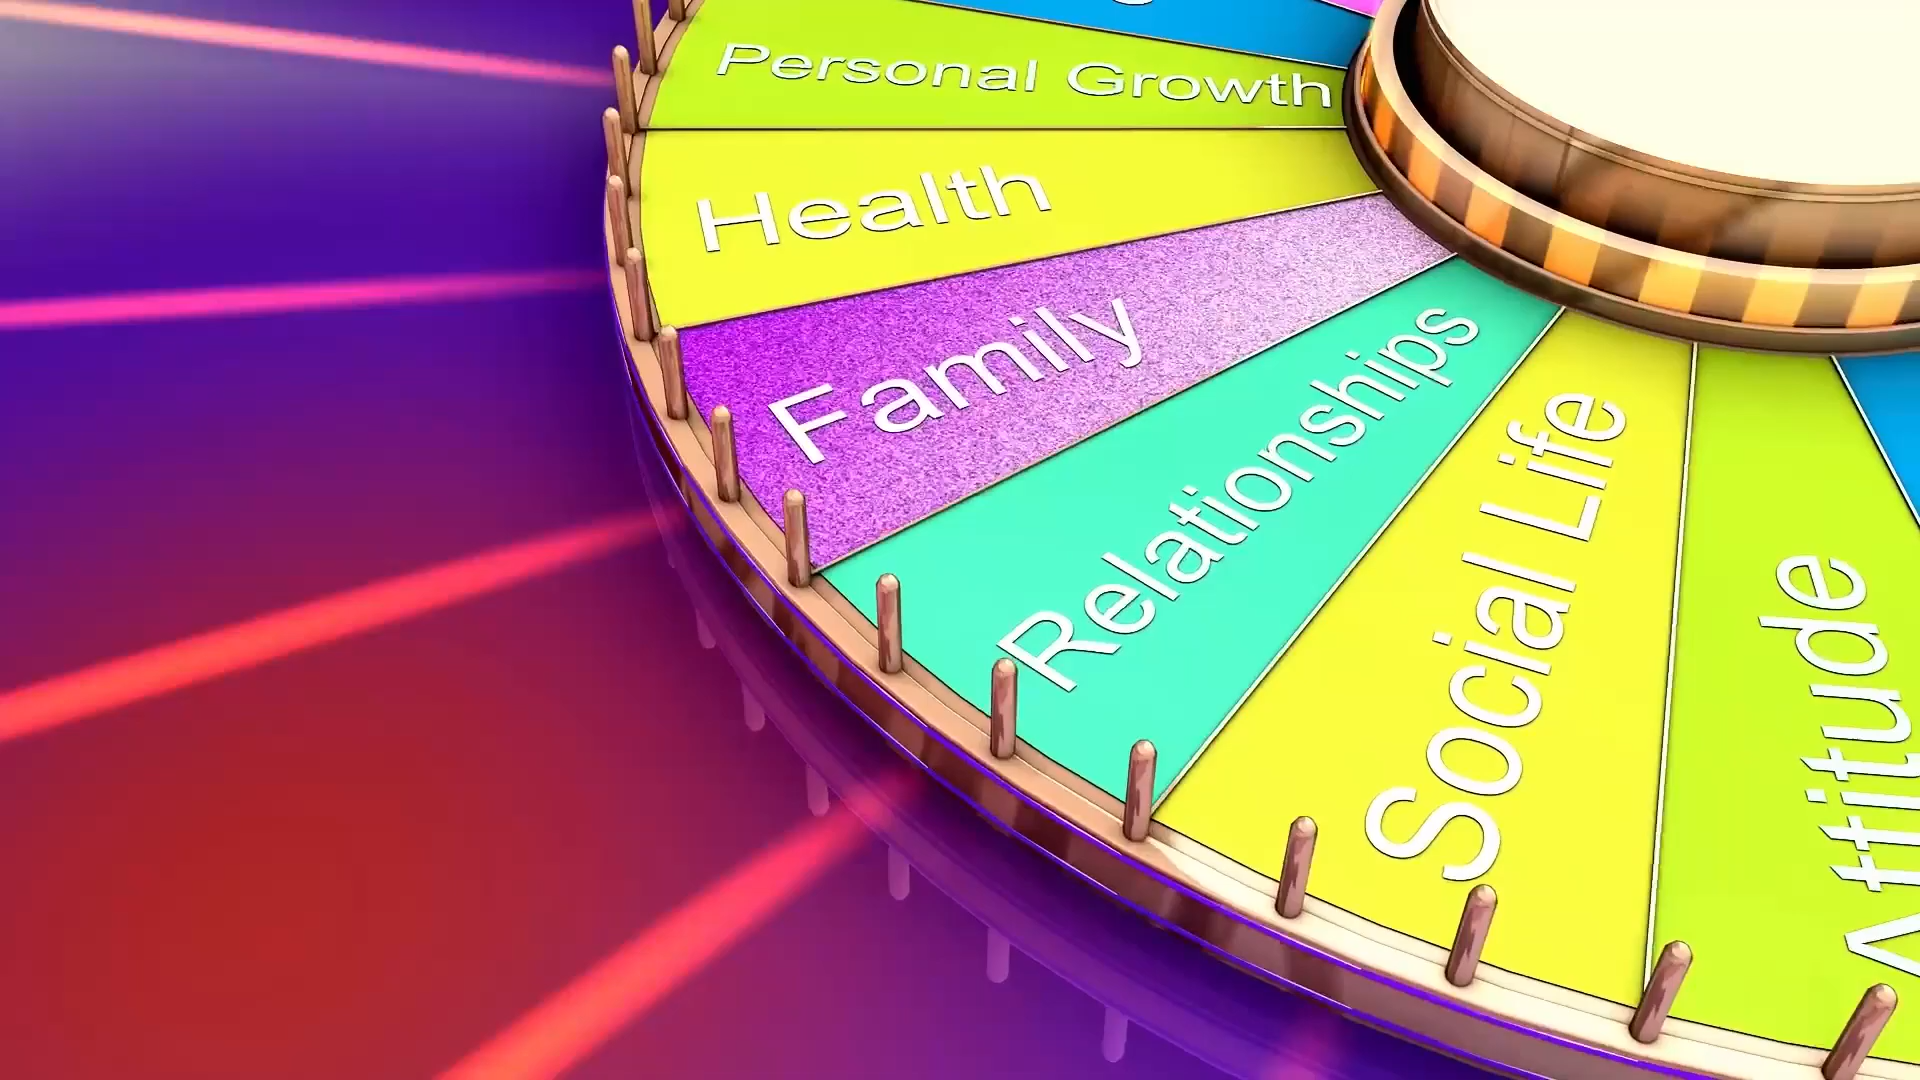 Personal Growth
Health
Family
Relationships
Social Life
Attitude